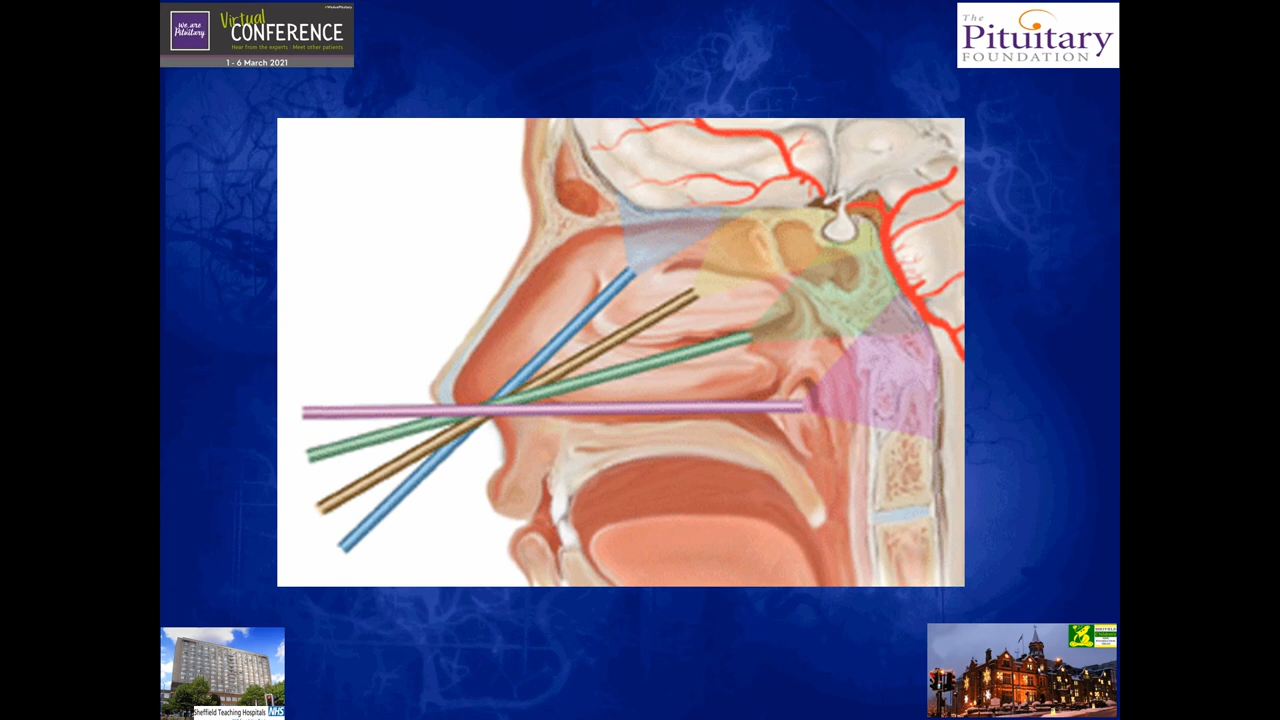 #WeArePituitary
we are
Pituitary
Virtual
CONFERENCE
Hear from the experts : Meet other patients
1 - 6 March 2021
The
Pituitary
FOUNDATION
Sheffield Teaching Hospitals NHS